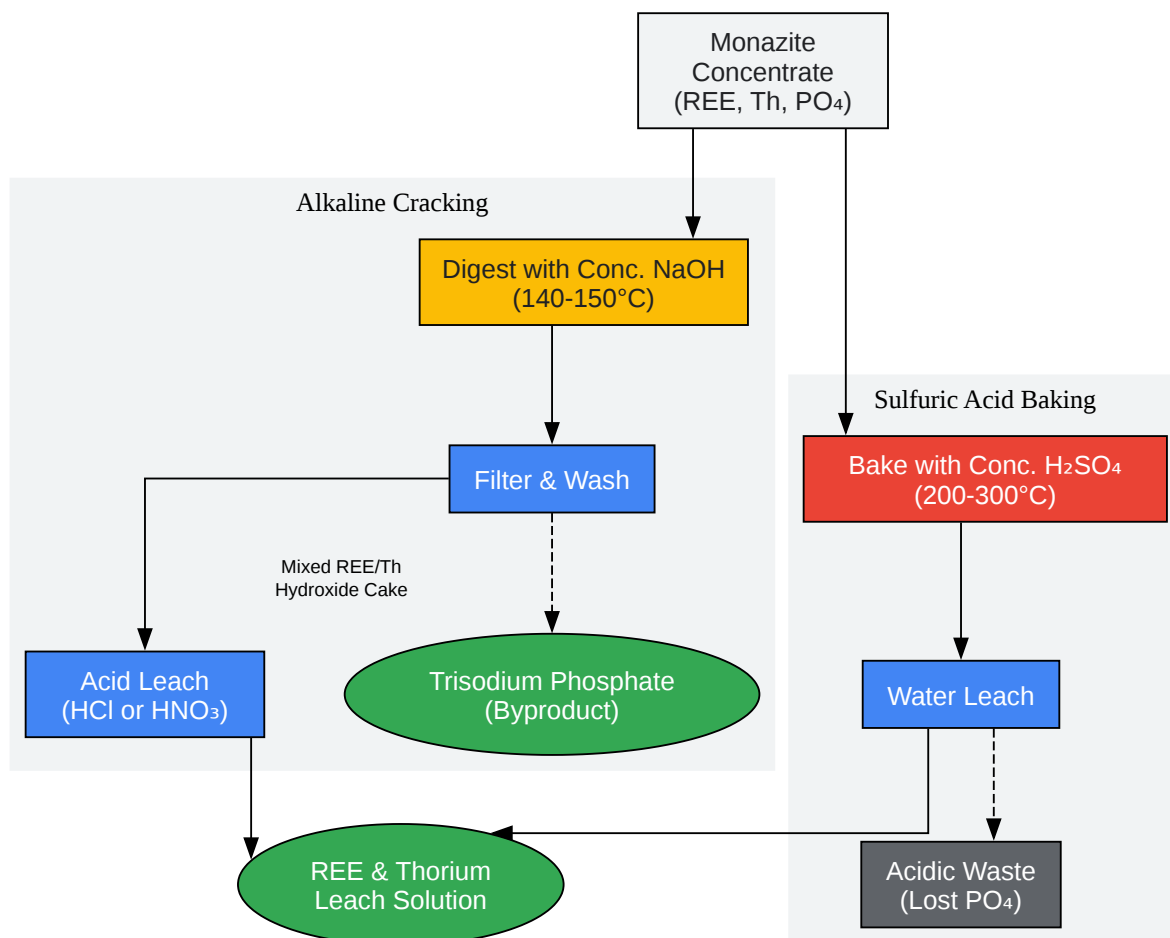 Monazite
Concentrate
(REE, Th, PO₄)
Alkaline Cracking
Digest with Conc. NaOH
(140-150°C)
Sulfuric Acid Baking
Bake with Conc. H₂SO₄
(200-300°C)
Filter & Wash
Mixed REE/Th
Hydroxide Cake
Acid Leach
(HCl or HNO₃)
Trisodium Phosphate
(Byproduct)
Water Leach
REE & Thorium
Leach Solution
Acidic Waste
(Lost PO₄)